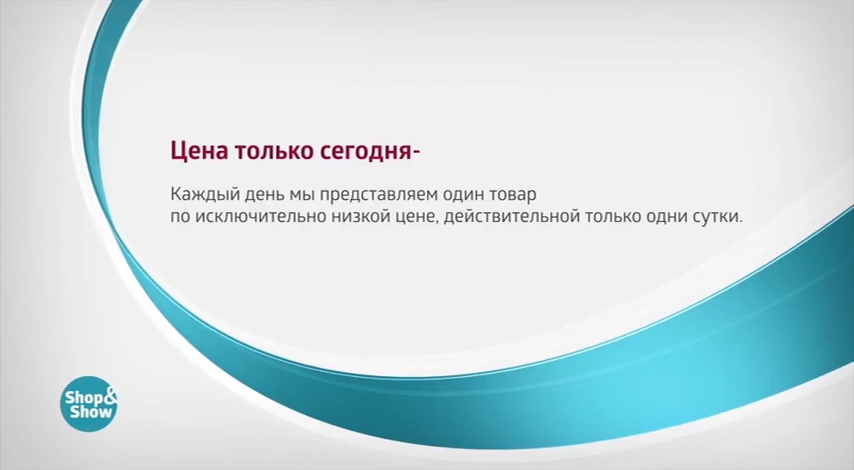 Цена только сегодня-
Каждый день мы представляем один товар
по исключительно низкой цене, действительной только одни сутки.
Shop&
Show